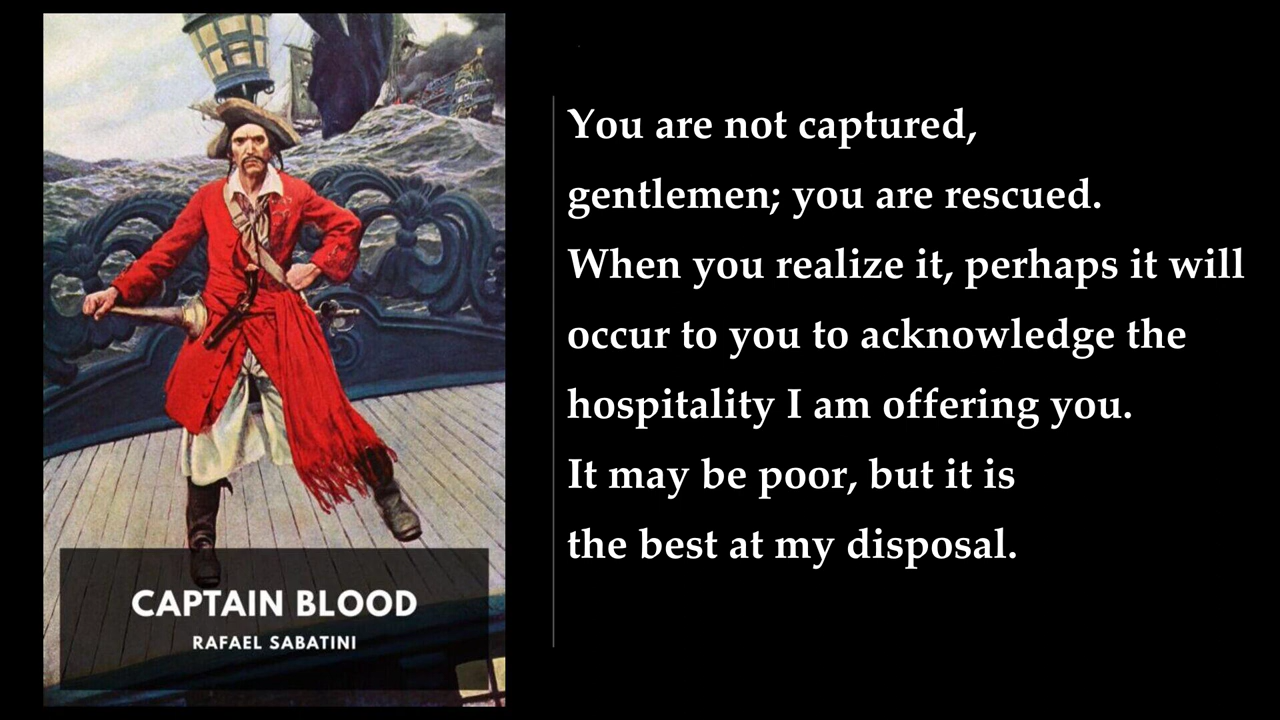 CAPTAIN BLOOD
RAFAEL SABATINI
You are not captured,
gentlemen; you are rescued.
When you realize it, perhaps it will
occur to you to acknowledge the
hospitality I am offering you.
It may be poor, but it is
the best at my disposal.